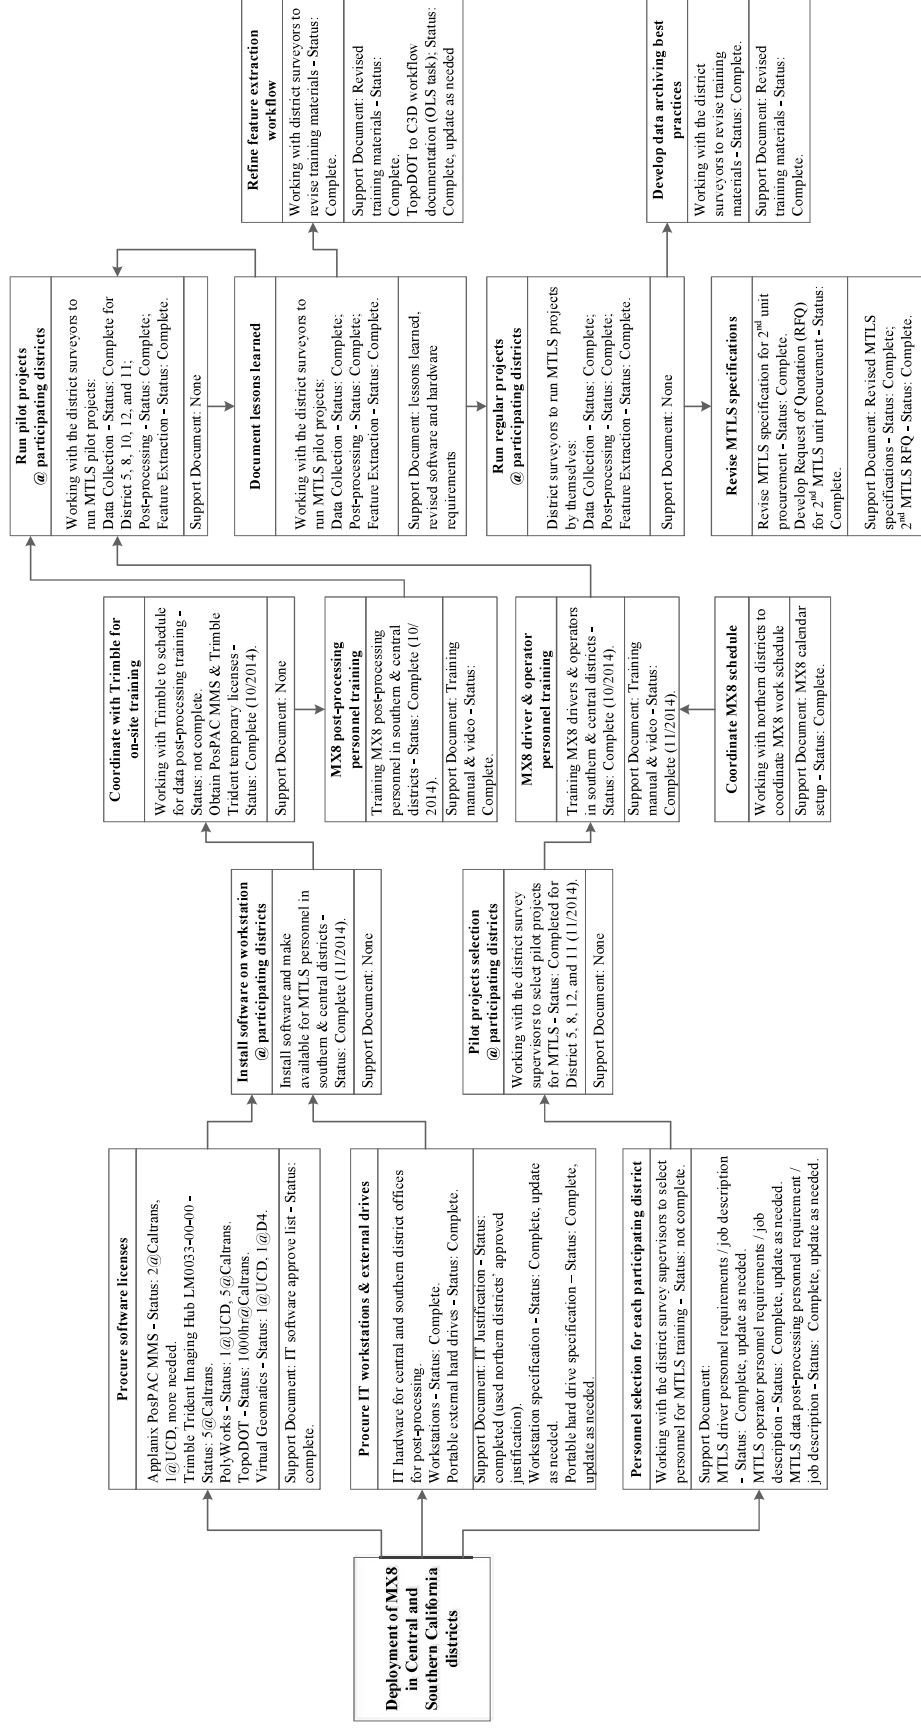 Deployment of MX8
in Central and
Southern California
districts
Procure software licenses
Applanix PosPAC MMS - Status: 2@Caltrans,
1@UCD, more needed.
Trimble Trident Imaging Hub LM0033-00-00 -
Status: 5@Caltrans.
PolyWorks - Status: 1@UCD, 5@Caltrans.
TopoDOT - Status: 1000hr@Caltrans.
Virtual Geomatics - Status: 1@UCD, 1@D4.
Support Document: IT software approve list - Status:
complete.
Procure IT workstations & external drives
IT hardware for central and southern district offices
for post-processing.
Workstations - Status: Complete.
Portable external hard drives - Status: Complete.
Support Document: IT Justification - Status:
completed (used northern districts' approved
justification).
Workstation specification - Status: Complete, update
as needed.
Portable hard drive specification – Status: Complete,
update as needed.
Personnel selection for each participating district
Working with the district survey supervisors to select
personnel for MTLS training - Status: not complete.
Support Document:
MTLS driver personnel requirements / job description
- Status: Complete, update as needed.
MTLS operator personnel requirements / job
description - Status: Complete, update as needed.
MTLS data post-processing personnel requirement /
job description - Status: Complete, update as needed.
Install software on workstation
@ participating districts
Install software and make
available for MTLS personnel in
southern & central districts -
Status: Complete (11/2014).
Support Document: None
Pilot projects selection
@ participating districts
Working with the district survey
supervisors to select pilot projects
for MTLS - Status: Completed for
District 5, 8, 12, and 11 (11/2014).
Support Document: None
Coordinate with Trimble for
on-site training
Working with Trimble to schedule
for data post-processing training -
Status: not complete.
Obtain PosPAC MMS & Trimble
Trident temporary licenses -
Status: Complete (10/2014).
Support Document: None
MX8 post-processing
personnel training
Training MX8 post-processing
personnel in southern & central
districts - Status: Complete (10/
2014).
Support Document: Training
manual & video - Status:
Complete.
MX8 driver & operator
personnel training
Training MX8 drivers & operators
in southern & central districts -
Status: Complete (10/2014).
Support Document: Training
manual & video - Status:
Complete (11/2014).
Coordinate MX8 schedule
Working with northern districts to
coordinate MX8 work schedule
Support Document: MX8 calendar
setup - Status: Complete.
Run pilot projects
@ participating districts
Working with the district surveyors to
run MTLS pilot projects:
Data Collection - Status: Complete for
District 5, 8, 10, 12, and 11;
Post-processing - Status: Complete;
Feature Extraction - Status: Complete.
Support Document: None
Document lessons learned
Working with the district surveyors to
run MTLS pilot projects:
Data Collection - Status: Complete;
Post-processing - Status: Complete;
Feature Extraction - Status: Complete.
Support Document: lessons learned,
revised software and hardware
requirements
Run regular projects
@ participating districts
District surveyors to run MTLS projects
by themselves:
Data Collection - Status: Complete;
Post-processing - Status: Complete;
Feature Extraction - Status: Complete.
Support Document: None
Revise MTLS specifications
Revise MTLS specification for 2nd unit
procurement - Status: Complete.
Develop Request of Quotation (RFQ)
for 2nd MTLS unit procurement - Status:
Complete.
Support Document: Revised MTLS
specifications - Status: Complete;
2nd MTLS RFQ - Status: Complete.
Refine feature extraction
workflow
Working with district surveyors to
revise training materials - Status:
Complete.
Support Document: Revised
training materials - Status:
Complete.
TopoDOT to C3D workflow
documentation (OLS task); Status:
Complete, update as needed
Develop data archiving best
practices
Working with the district
surveyors to revise training
materials - Status: Complete.
Support Document: Revised
training materials - Status:
Complete.